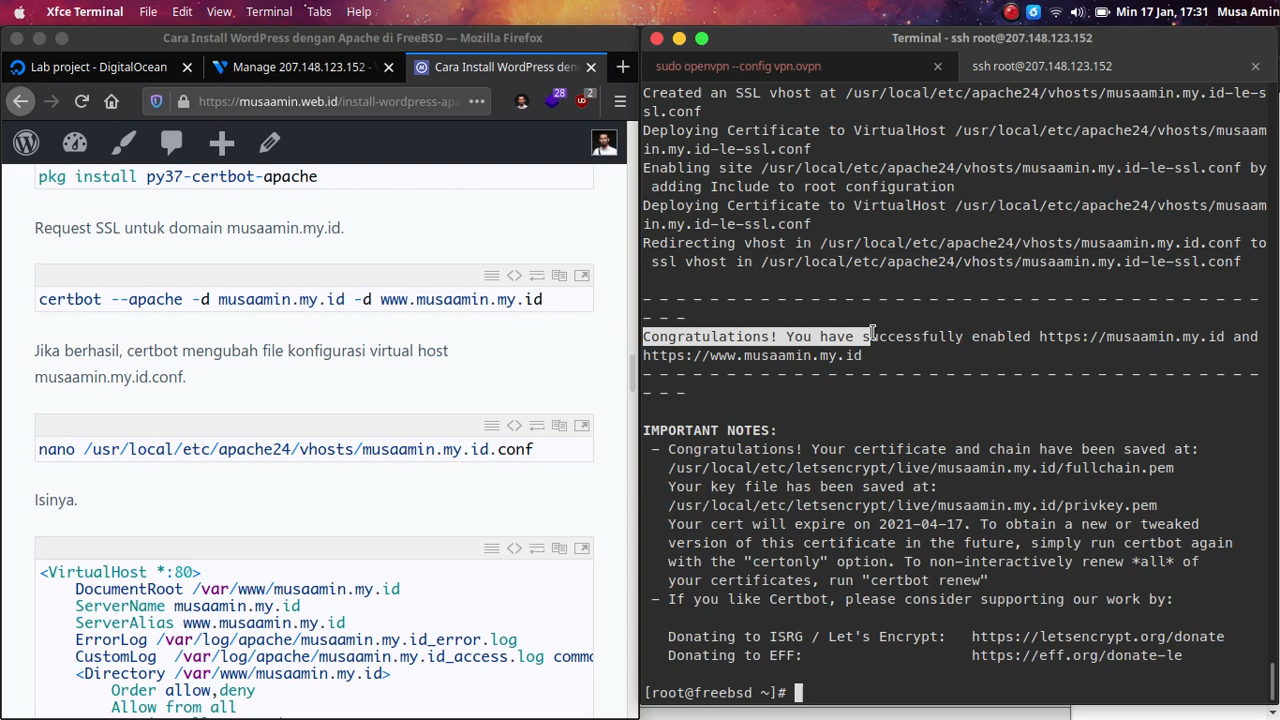 Xfce Terminal File Edit View Terminal Tabs Help
Min 17 Jan, 17:31 Musa Amin
Cara Install WordPress dengan Apache di FreeBSD — Mozilla Firefox
Lab project - DigitalOcean
Manage 207.148.123.152 -
Cara Install WordPress den
https://musaamin.web.id/install-wordpress-apa
28
2
pkg install py37-certbot-apache
Request SSL untuk domain musaamin.my.id.
certbot --apache -d musaamin.my.id -d www.musaamin.my.id
Jika berhasil, certbot mengubah file konfigurasi virtual host
musaamin.my.id.conf.
nano /usr/local/etc/apache24/vhosts/musaamin.my.id.conf
Isinya.
<VirtualHost *:80>
DocumentRoot /var/www/musaamin.my.id
ServerName musaamin.my.id
ServerAlias www.musaamin.my.id
ErrorLog /var/log/apache/musaamin.my.id_error.log
CustomLog /var/log/apache/musaamin.my.id_access.log commo
<Directory /var/www/musaamin.my.id>
Order allow,deny
Allow from all
Terminal - ssh root@207.148.123.152
sudo openvpn --config vpn.ovpn
ssh root@207.148.123.152
Created an SSL vhost at /usr/local/etc/apache24/vhosts/musaamin.my.id-le-s
sl.conf
Deploying Certificate to VirtualHost /usr/local/etc/apache24/vhosts/musaam
in.my.id-le-ssl.conf
Enabling site /usr/local/etc/apache24/vhosts/musaamin.my.id-le-ssl.conf by
adding Include to root configuration
Deploying Certificate to VirtualHost /usr/local/etc/apache24/vhosts/musaam
in.my.id-le-ssl.conf
Redirecting vhost in /usr/local/etc/apache24/vhosts/musaamin.my.id.conf to
ssl vhost in /usr/local/etc/apache24/vhosts/musaamin.my.id-le-ssl.conf
- - - - - - - - - - - - - - - - - - - - - - - - - - - - - - - - - - - - -
- - -
Congratulations! You have successfully enabled https://musaamin.my.id and
https://www.musaamin.my.id
- - - - - - - - - - - - - - - - - - - - - - - - - - - - - - - - - - - - -
- - -
IMPORTANT NOTES:
- Congratulations! Your certificate and chain have been saved at:
/usr/local/etc/letsencrypt/live/musaamin.my.id/fullchain.pem
Your key file has been saved at:
/usr/local/etc/letsencrypt/live/musaamin.my.id/privkey.pem
Your cert will expire on 2021-04-17. To obtain a new or tweaked
version of this certificate in the future, simply run certbot again
with the "certonly" option. To non-interactively renew *all* of
your certificates, run "certbot renew"
- If you like Certbot, please consider supporting our work by:
Donating to ISRG / Let's Encrypt: https://letsencrypt.org/donate
Donating to EFF: https://eff.org/donate-le
[root@freebsd ~]#